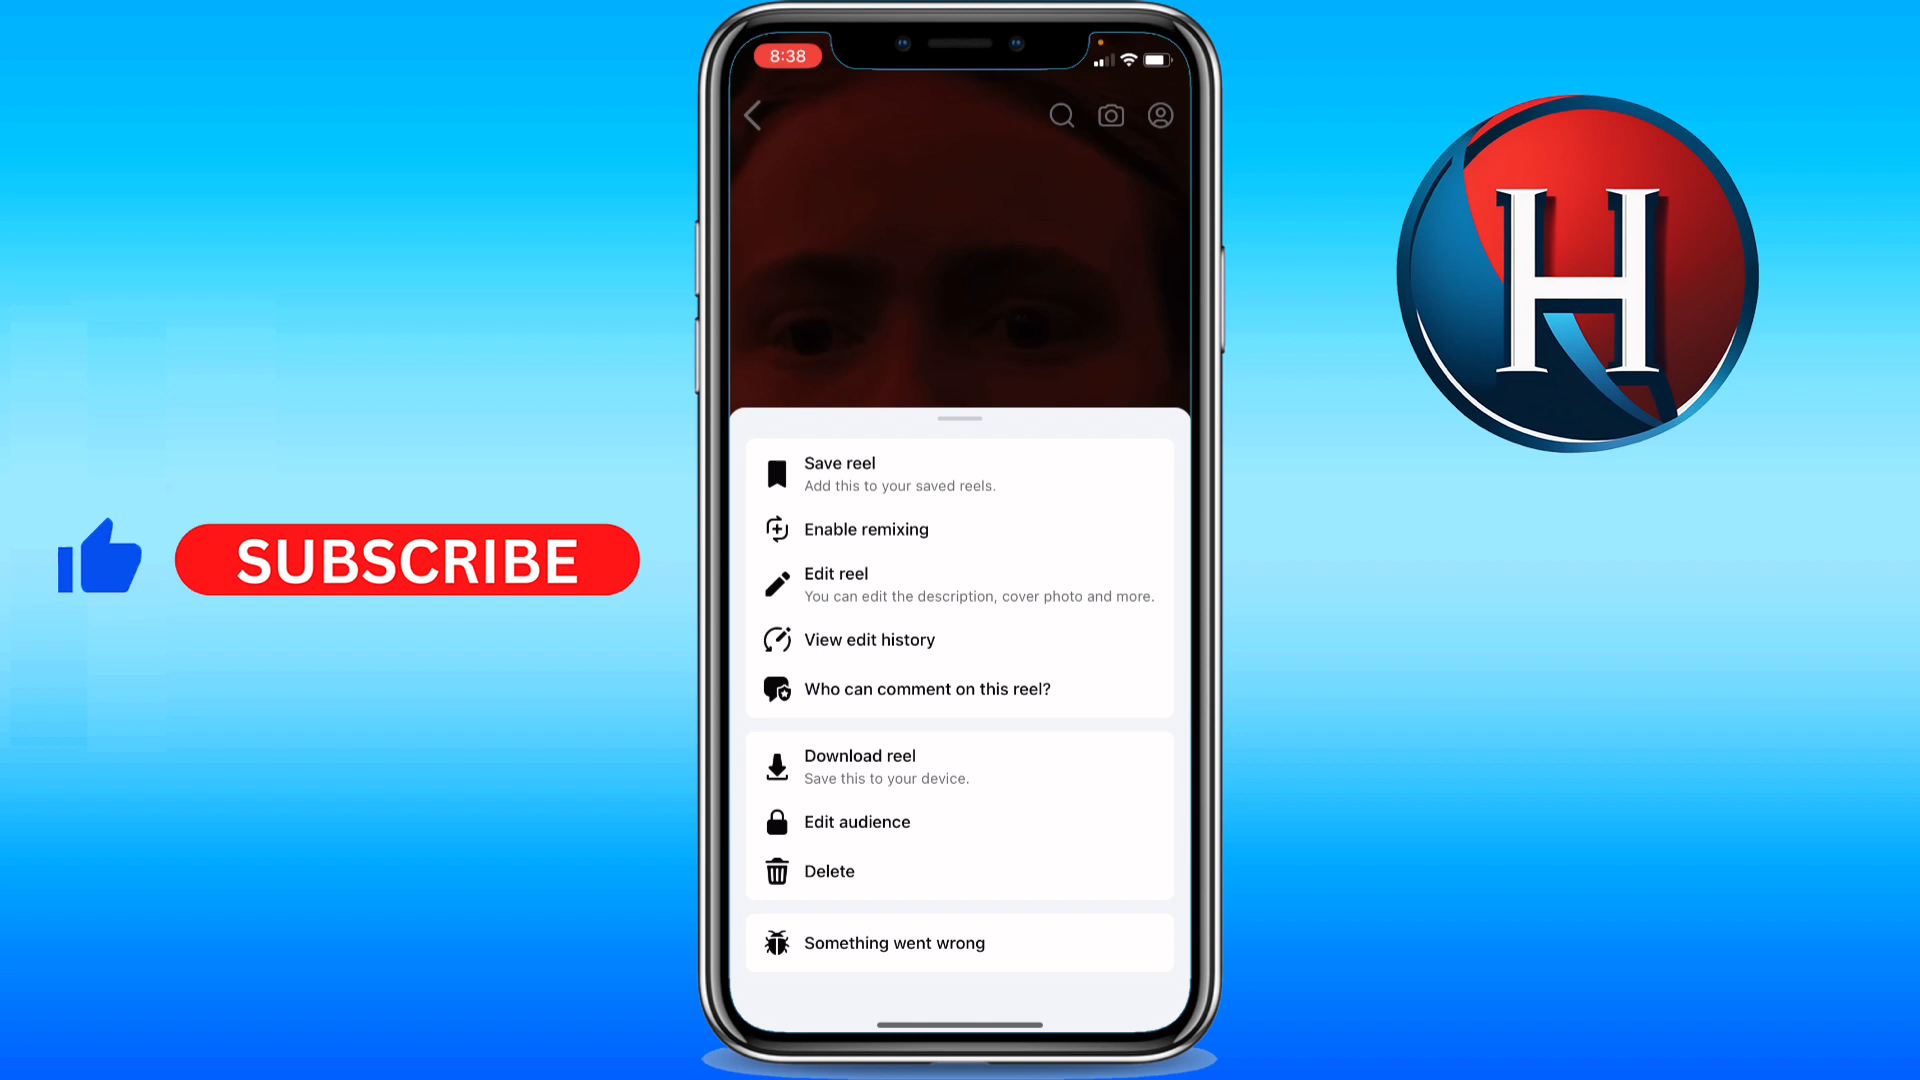 8:38
H
SUBSCRIBE
Save reel
Add this to your saved reels.
Enable remixing
Edit reel
You can edit the description, cover photo and more.
View edit history
Who can comment on this reel?
Download reel
Save this to your device.
Edit audience
Delete
Something went wrong